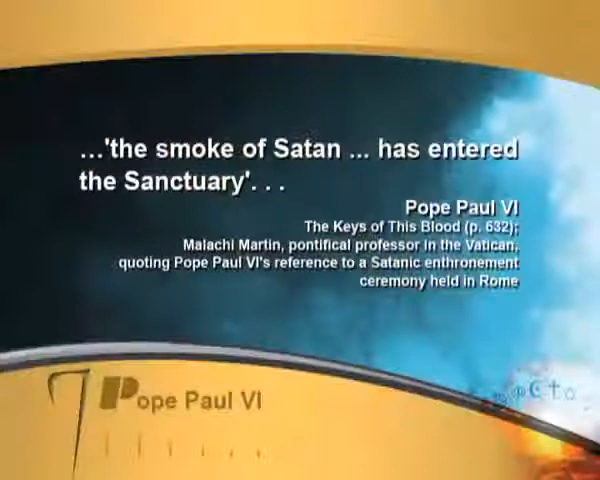 ...'the smoke of Satan ... has entered
the Sanctuary'. . .
Pope Paul VI
The Keys of This Blood (p. 632);
Malachi Martin, pontifical professor in the Vatican,
quoting Pope Paul VI's reference to a Satanic enthronement
ceremony held in Rome
Pope Paul VI